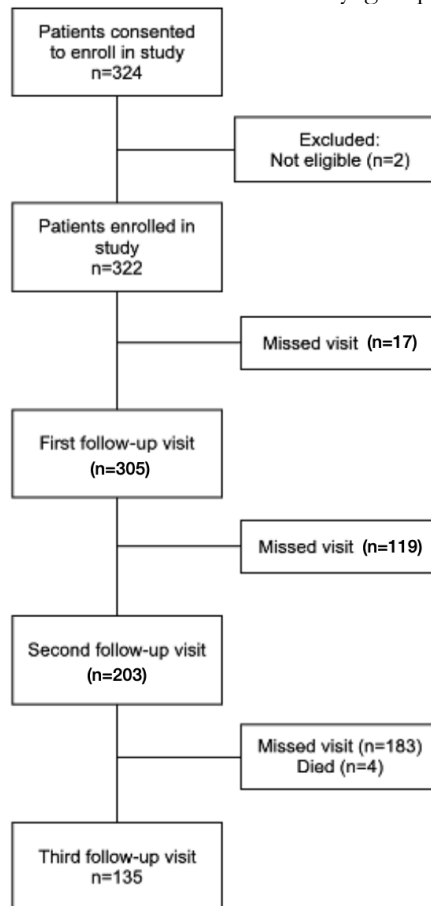 Patients consented
to enroll in study
n=324
Excluded:
Not eligible (n=2)
Patients enrolled in
study
n=322
Missed visit (n=17)
First follow-up visit
(n=305)
Missed visit (n=119)
Second follow-up visit
(n=203)
Missed visit (n=183)
Died (n=4)
Third follow-up visit
n=135